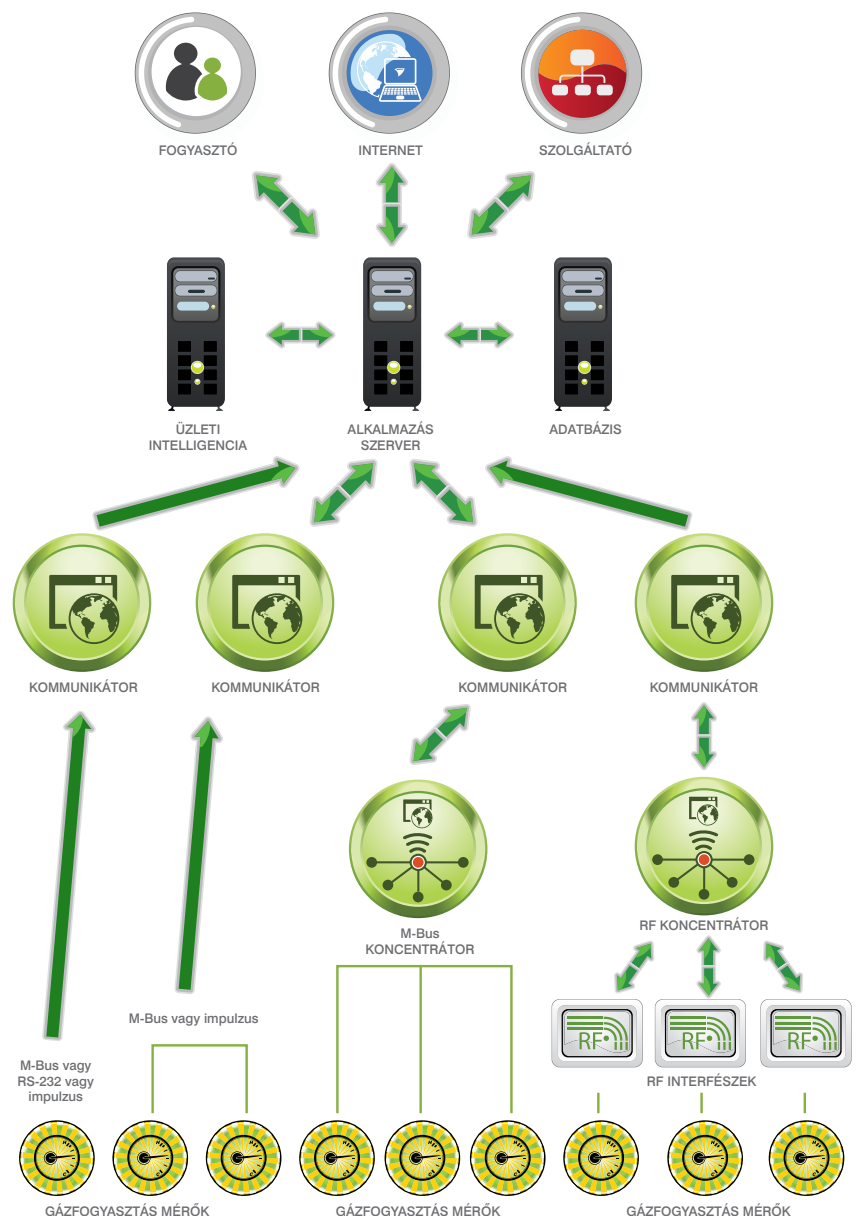 FOGYASZTÓ
INTERNET
SZOLGÁLTATÓ
ÜZLETI
INTELLIGENCIA
ALKALMAZÁS
SZERVER
ADATBÁZIS
KOMMUNIKÁTOR
KOMMUNIKÁTOR
KOMMUNIKÁTOR
KOMMUNIKÁTOR
M-Bus
KONCENTRÁTOR
RF KONCENTRÁTOR
M-Bus vagy impulzus
M-Bus vagy
RS-232 vagy
impulzus
RF
RF
RF
RF INTERFÉSZEK
GÁZFOGYASZTÁS MÉRŐK
GÁZFOGYASZTÁS MÉRŐK
GÁZFOGYASZTÁS MÉRŐK